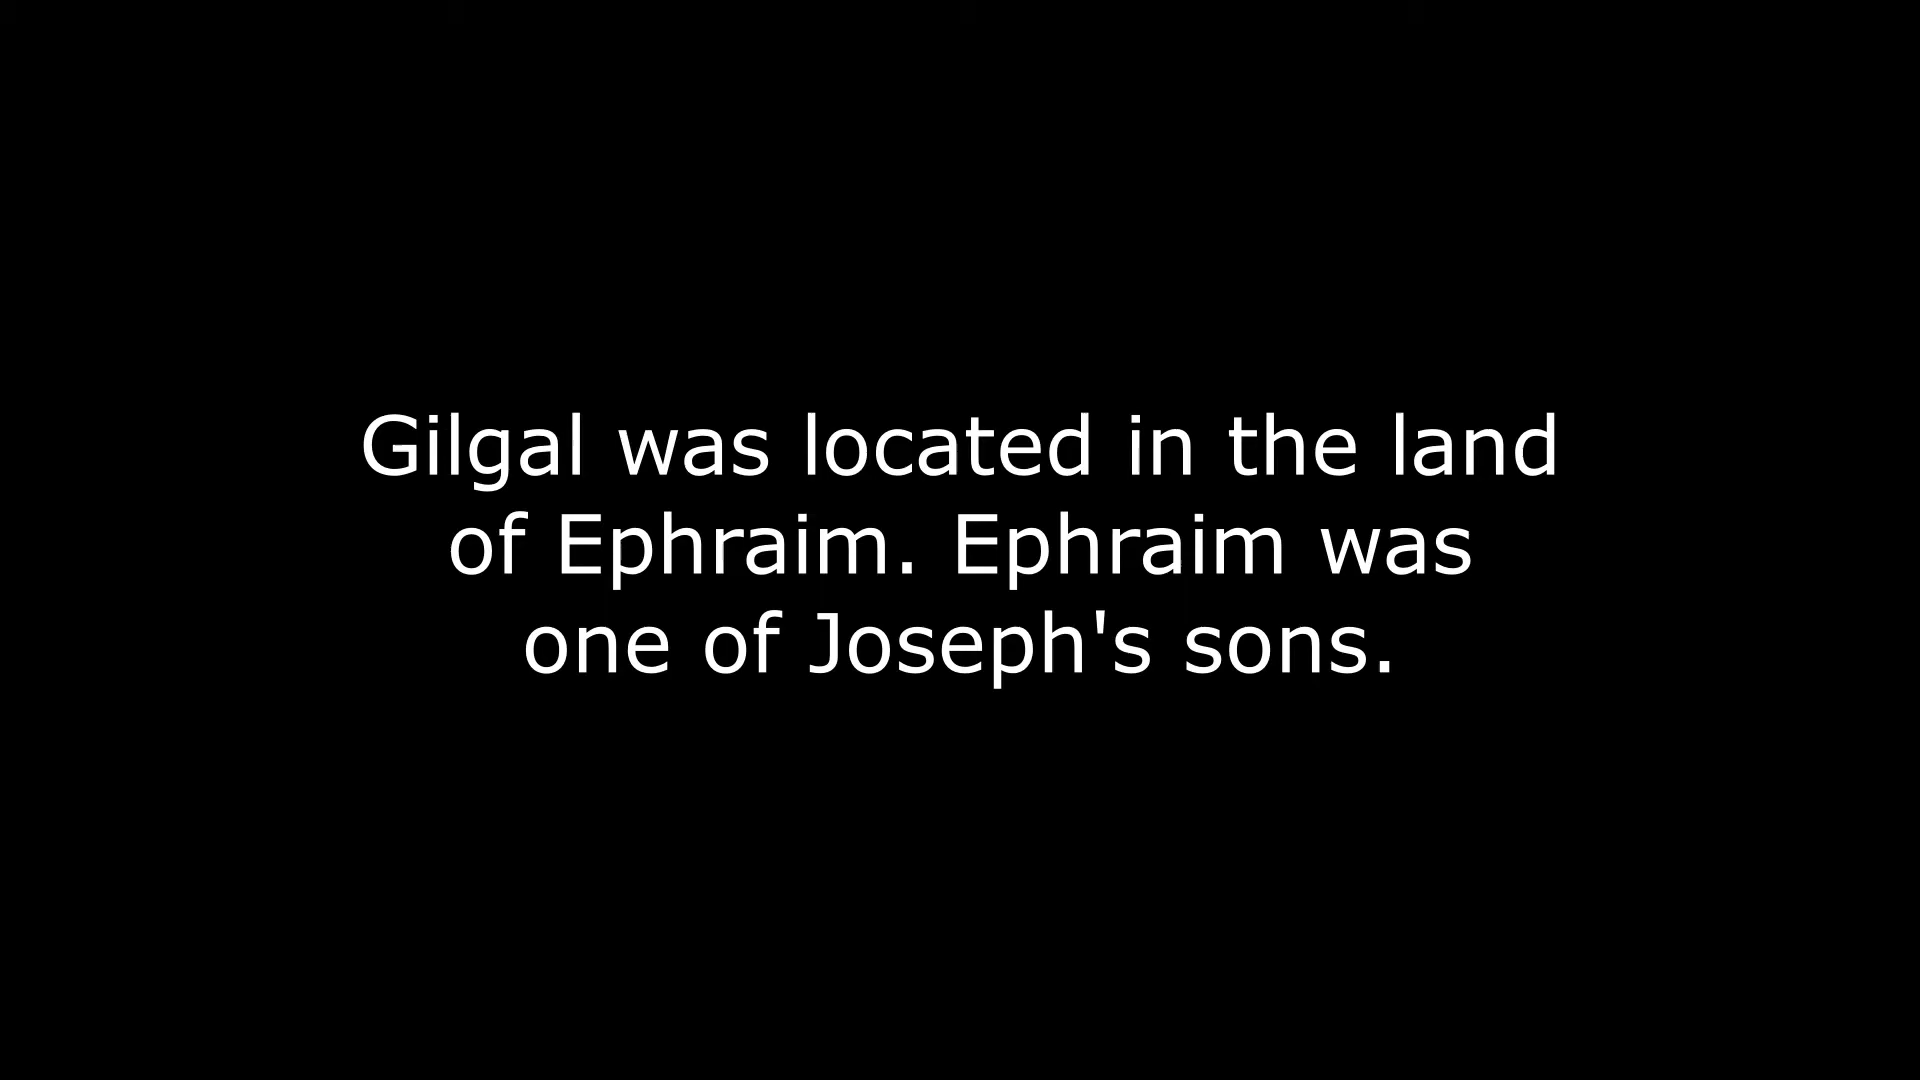 Gilgal was located in the land
of Ephraim. Ephraim was
one of Joseph's sons.